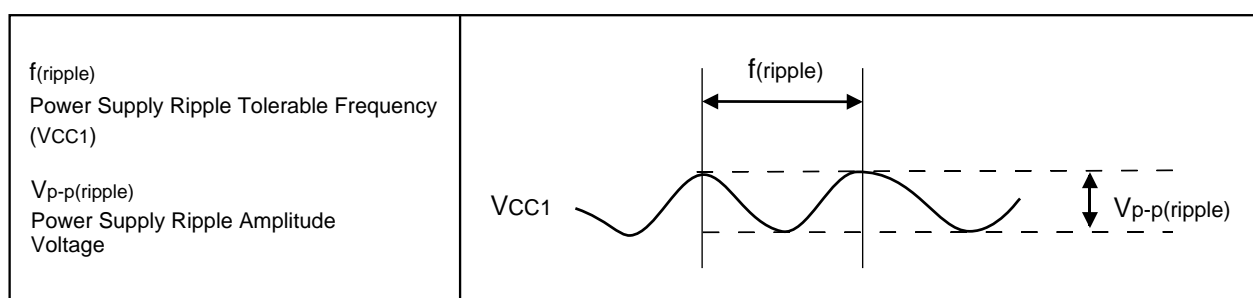 f(ripple)
Power Supply Ripple Tolerable Frequency
(VCC1)
Vp-p(ripple)
Power Supply Ripple Amplitude
Voltage
f(ripple)
VCC1
Vp-p(ripple)